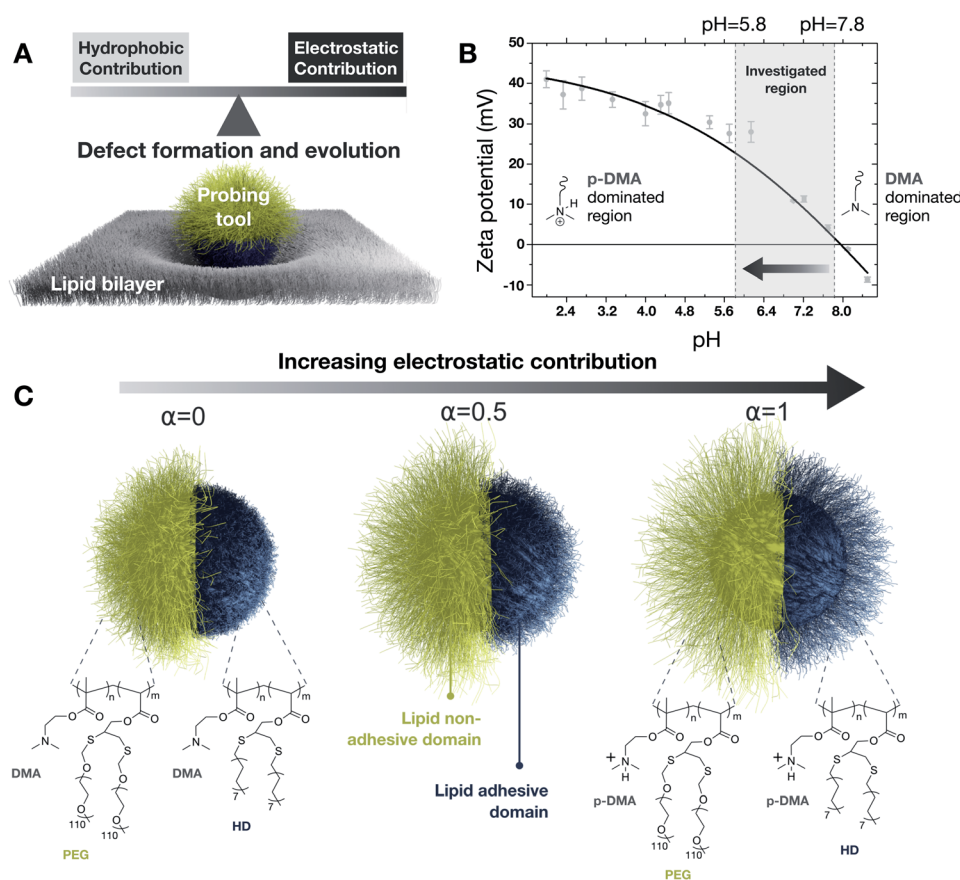 A
Hydrophobic
Contribution
Electrostatic
Contribution
Defect formation and evolution
Probing
tool
Lipid bilayer
B
pH=5.8
pH=7.8
Investigated
region
Zeta potential (mV)
50
40
30
20
10
0
-10
p-DMA
dominated
region
N
H
+
DMA
dominated
region
N
2.4
3.2
4.0
4.8
5.6
6.4
7.2
8.0
pH
Increasing electrostatic contribution
C
α=0
α=0.5
α=1
n
m
O
O
O
O
N
S
S
O
O
O
O
110
110
DMA
PEG
n
m
O
O
O
O
N
S
S
7
7
DMA
HD
Lipid non-
adhesive domain
Lipid adhesive
domain
n
m
O
O
O
O
+
N
H
S
S
O
O
O
O
110
110
p-DMA
PEG
n
m
O
O
O
O
+
N
H
S
S
7
7
p-DMA
HD